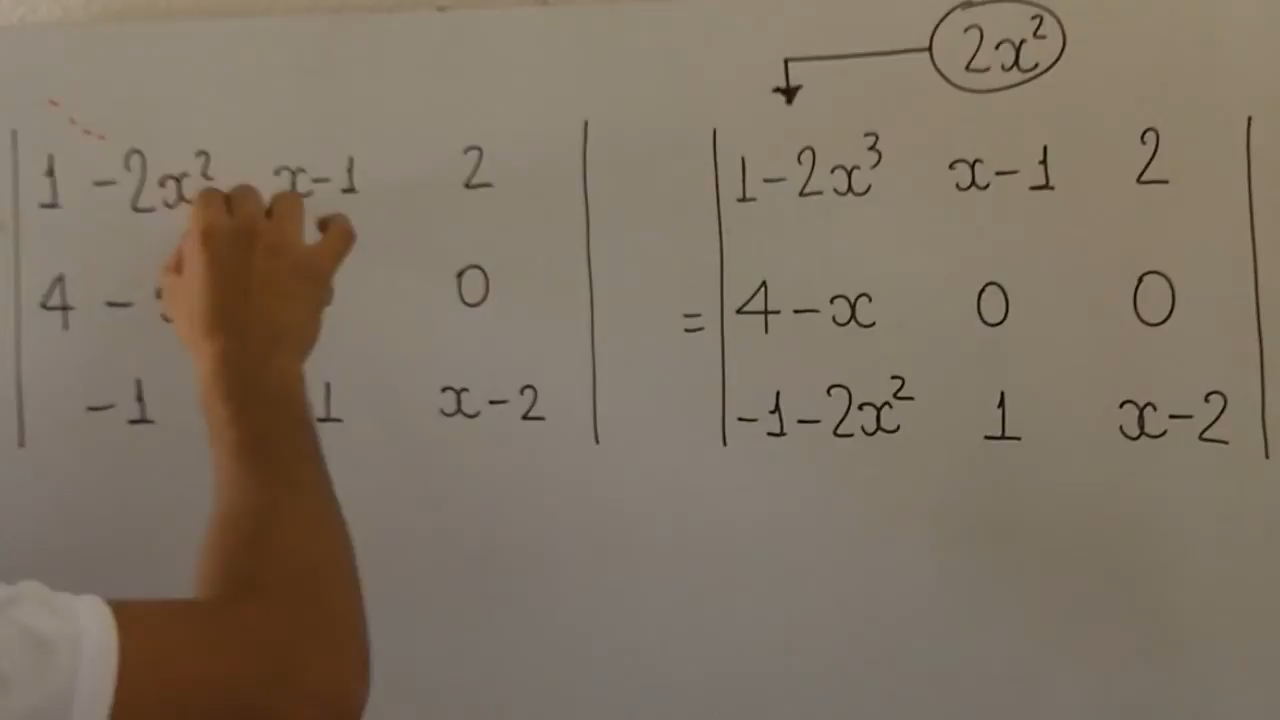 2x²
1 - 2x² x-1 2 1-2x³ x-1 2
4 - 0 = 4-x 0 0
-1 1 x-2 -1-2x² 1 x-2